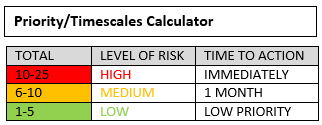 Priority/Timescales Calculator
TOTAL LEVEL OF RISK TIME TO ACTION
10-25 HIGH IMMEDIATELY
6-10 MEDIUM 1 MONTH
1-5 LOW LOW PRIORITY